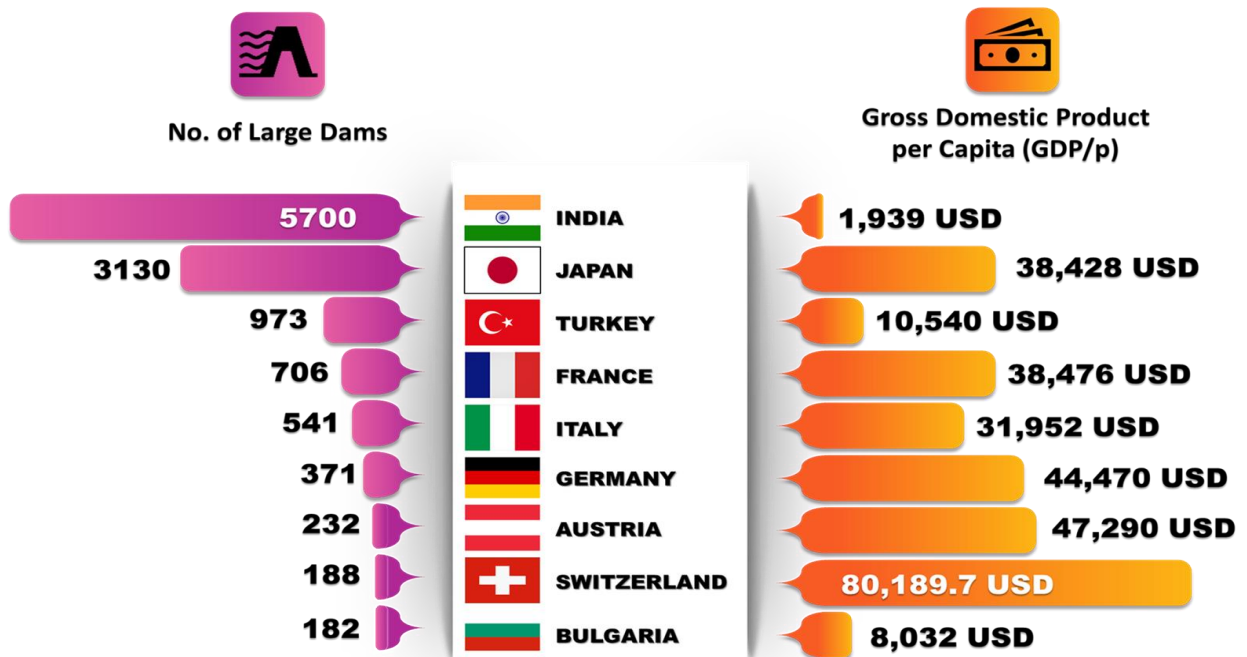 No. of Large Dams
Gross Domestic Product
per Capita (GDP/p)
5700 INDIA 1,939 USD
3130 JAPAN 38,428 USD
973 TURKEY 10,540 USD
706 FRANCE 38,476 USD
541 ITALY 31,952 USD
371 GERMANY 44,470 USD
232 AUSTRIA 47,290 USD
188 SWITZERLAND 80,189.7 USD
182 BULGARIA 8,032 USD